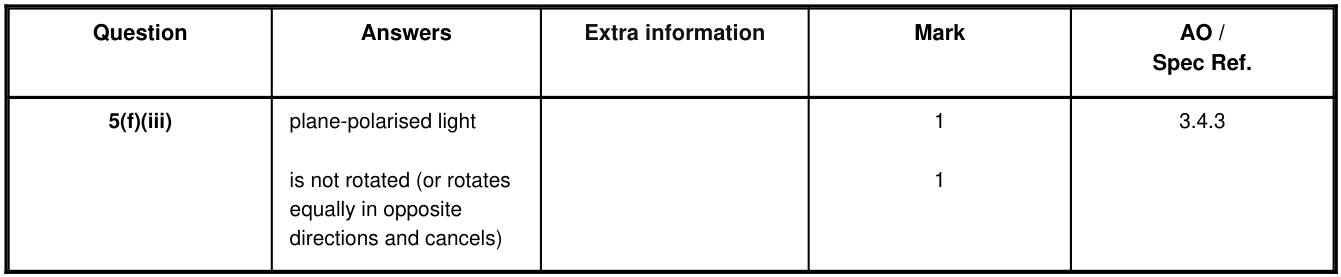 Question Answers Extra information Mark AO /
Spec Ref.
5(f)(iii) plane-polarised light 1 3.4.3
is not rotated (or rotates 1
equally in opposite
directions and cancels)